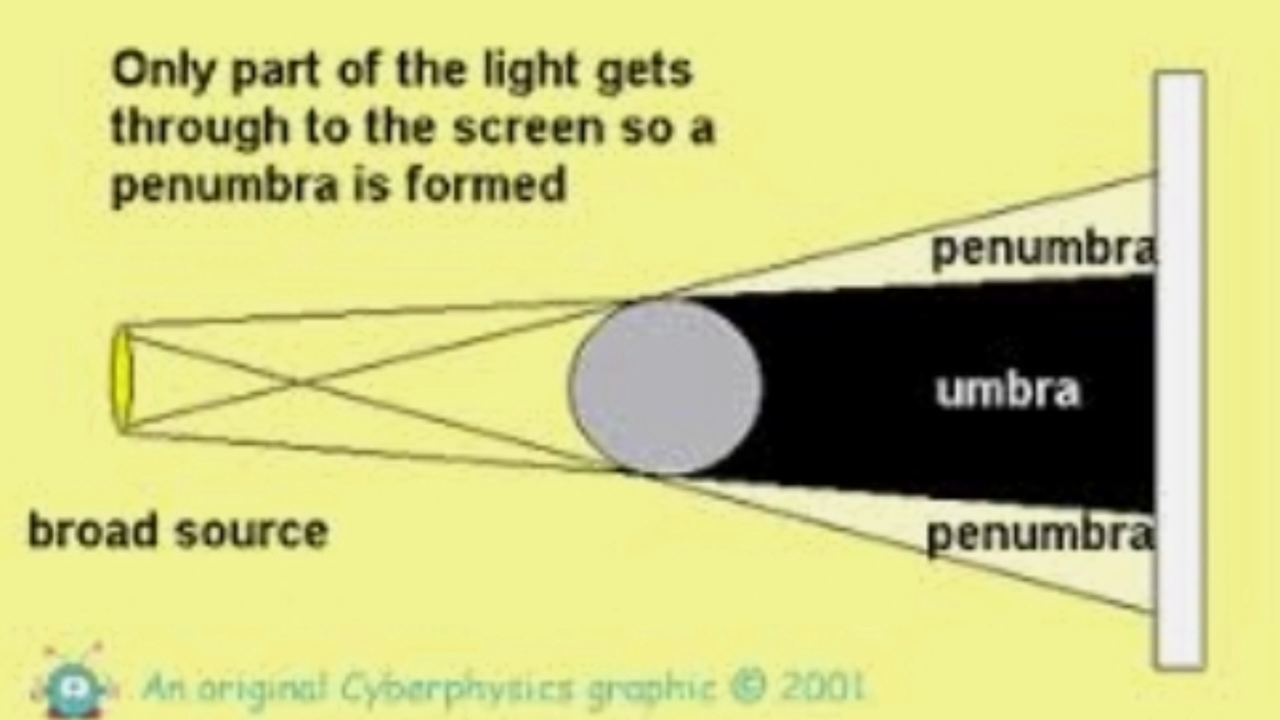 Only part of the light gets
through to the screen so a
penumbra is formed
penumbra
umbra
penumbra
broad source
An original Cyberphysics graphic © 2001